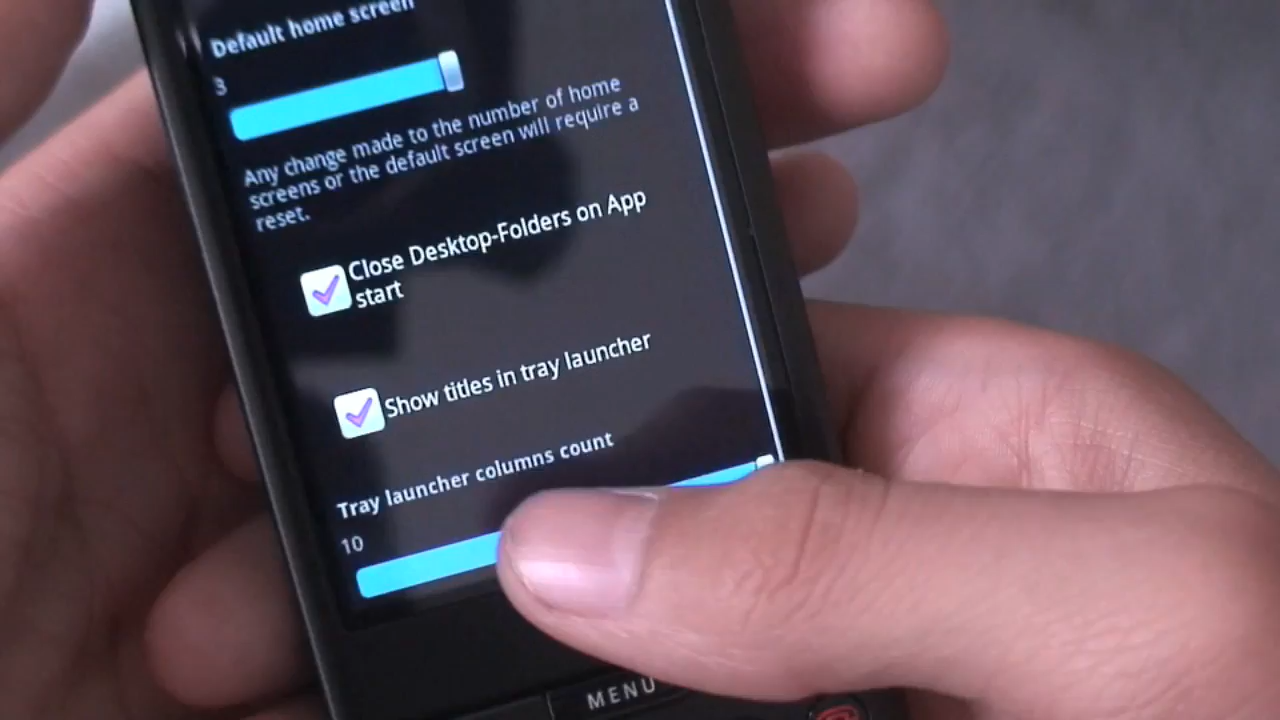 Default home screen
3
Any change made to the number of home
screens or the default screen will require a
reset.
Close Desktop-Folders on App
start
Show titles in tray launcher
Tray launcher columns count
10
MENU